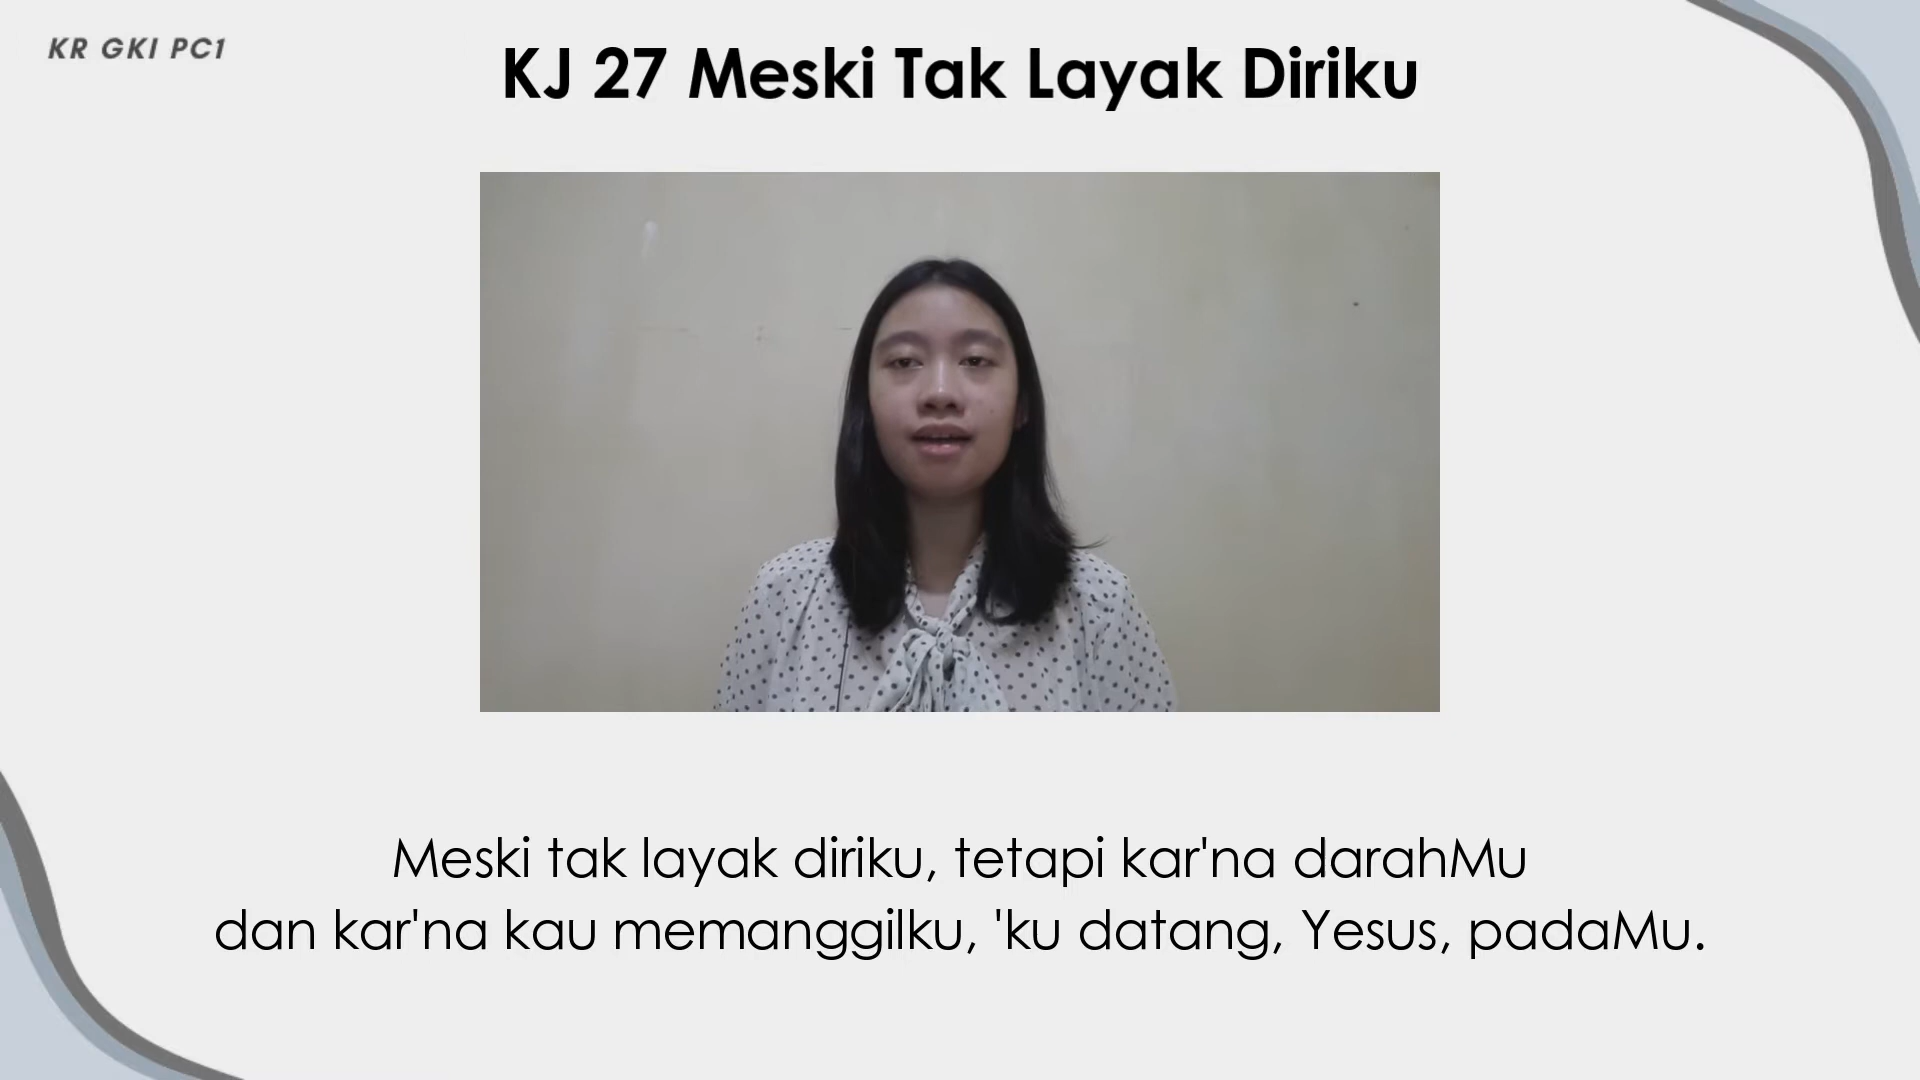 KR GKI PC1
KJ 27 Meski Tak Layak Diriku
Meski tak layak diriku, tetapi kar'na darahMu
dan kar'na kau memanggilku, 'ku datang, Yesus, padaMu.